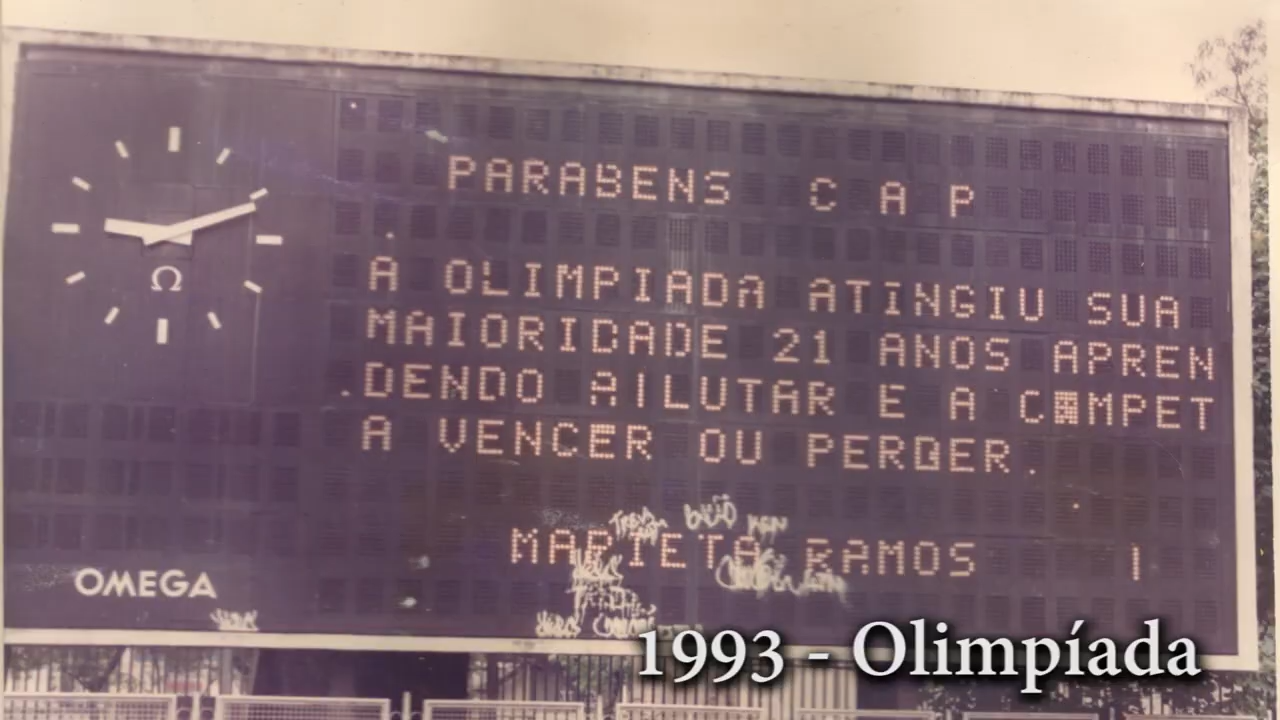 PARABENS C A P
A OLIMPIADA ATINGIU SUA
MAIORIDADE 21 ANOS APREN
DENDO A LUTAR E A COMPET
A VENCER OU PERDER.
MARIETA RAMOS
Ω
OMEGA
1993 - Olimpíada